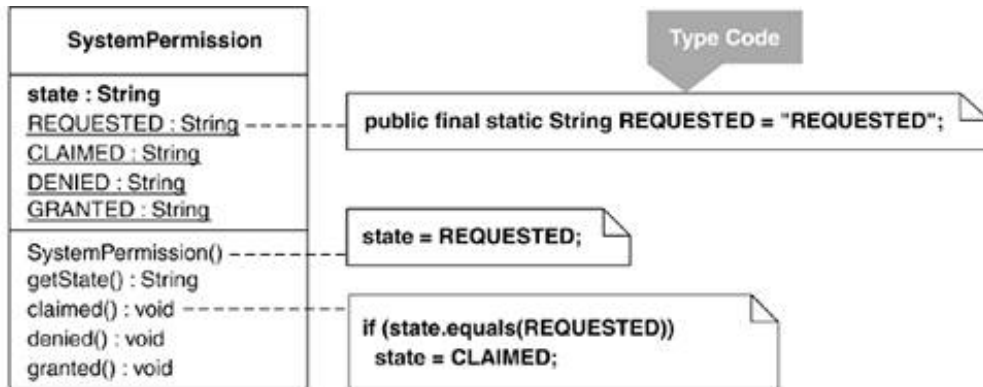 SystemPermission
state : String
REQUESTED : String
CLAIMED : String
DENIED : String
GRANTED : String
SystemPermission()
getState() : String
claimed() : void
denied() : void
granted() : void
Type Code
public final static String REQUESTED = "REQUESTED";
state = REQUESTED;
if (state.equals(REQUESTED))
state = CLAIMED;